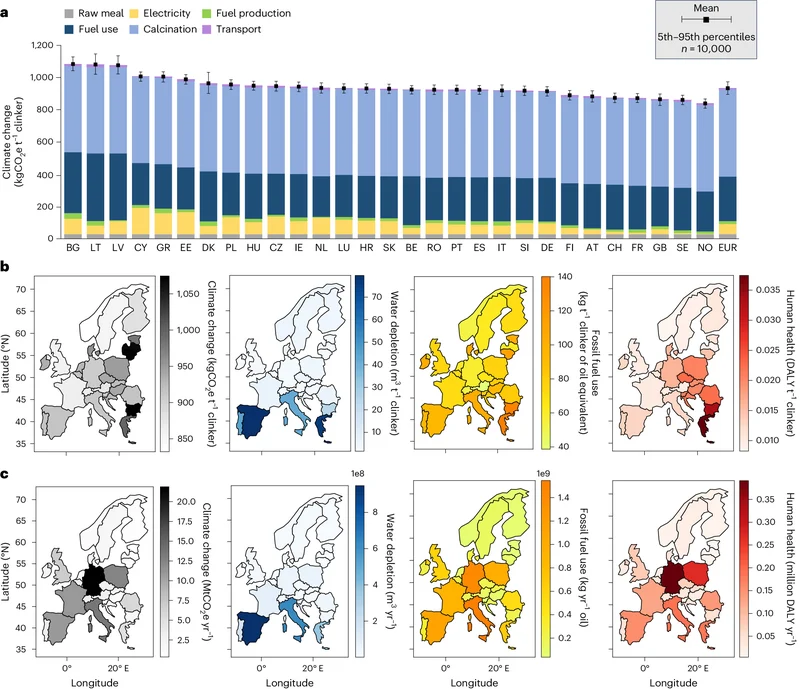 a
Raw meal Electricity Fuel production
Fuel use Calcination Transport
Mean
5th–95th percentiles
n = 10,000
Climate change
(kgCO2e t−1 clinker)
1,200
1,000
800
600
400
200
0
BG LT LV CY GR EE DK PL HU CZ IE NL LU HR SK BE RO PT ES IT SI DE FI AT CH FR GB SE NO EUR
b
Latitude (°N)
70
65
60
55
50
45
40
35
1,050
1,000
950
900
850
Climate change (kgCO2e t−1 clinker)
70
60
50
40
30
20
10
Water depletion (m3 t−1 clinker)
140
120
100
80
60
40
Fossil fuel use
(kg t−1 clinker of oil equivalent)
0.035
0.030
0.025
0.020
0.015
0.010
Human health (DALY t−1 clinker)
c
Latitude (°N)
70
65
60
55
50
45
40
35
0° 20° E
Longitude
20.0
17.5
15.0
12.5
10.0
7.5
5.0
2.5
Climate change (MtCO2e yr−1)
0° 20° E
Longitude
1e8
8
6
4
2
Water depletion (m3 yr−1)
0° 20° E
Longitude
1e9
1.4
1.2
1.0
0.8
0.6
0.4
0.2
Fossil fuel use (kg yr−1 oil)
0° 20° E
Longitude
0.35
0.30
0.25
0.20
0.15
0.10
0.05
Human health (million DALY yr−1)